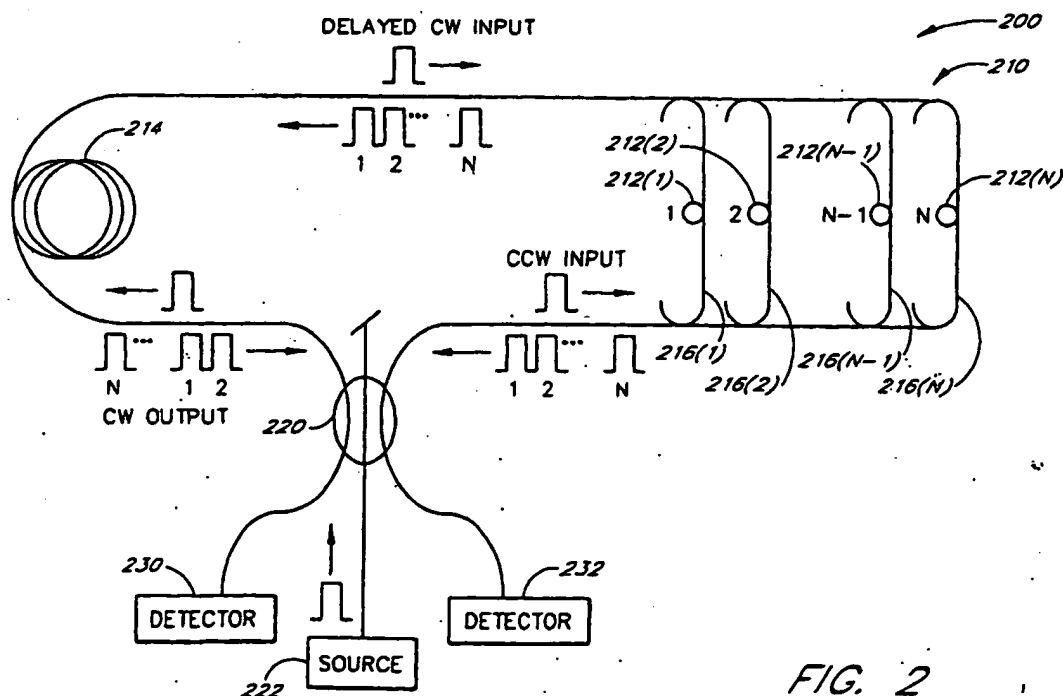 DELAYED CW INPUT
200
210
214
1 2 ... N
212(2)
212(N-1)
212(1)
212(N)
1
2
N-1
N
CCW INPUT
N ... 1 2
CW OUTPUT
1 2 ... N
216(1)
216(2)
216(N-1)
216(N)
220
230
232
DETECTOR
DETECTOR
SOURCE
222
FIG. 2